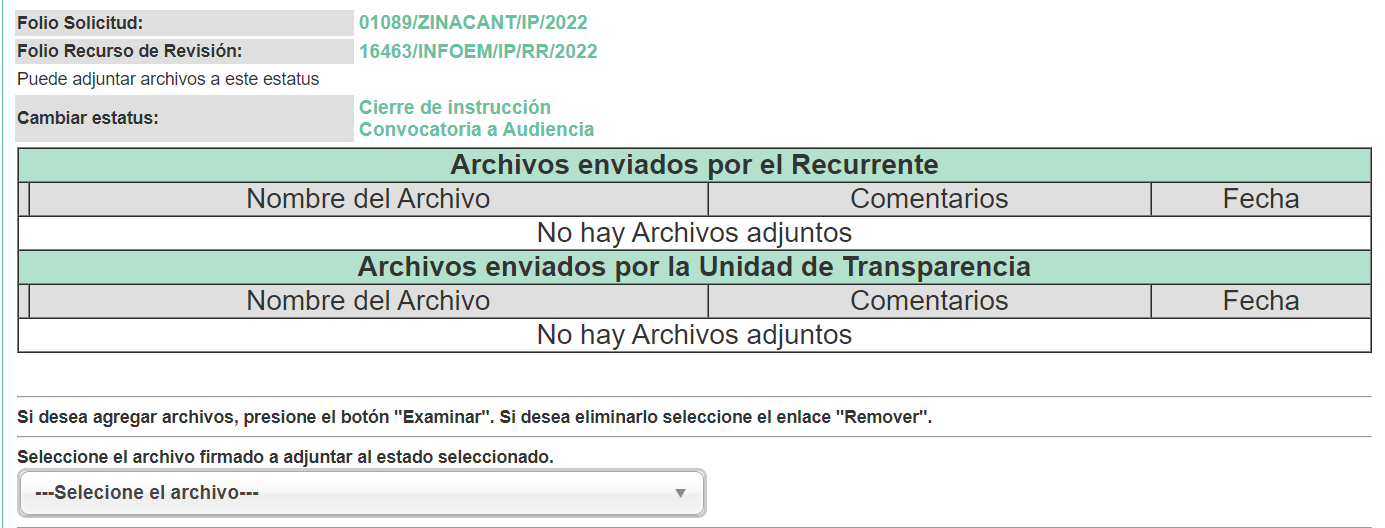 Folio Solicitud: 01089/ZINACANT/IP/2022
Folio Recurso de Revisión: 16463/INFOEM/IP/RR/2022
Puede adjuntar archivos a este estatus
Cambiar estatus: Cierre de instrucción
Convocatoria a Audiencia
Archivos enviados por el Recurrente
Nombre del Archivo Comentarios Fecha
No hay Archivos adjuntos
Archivos enviados por la Unidad de Transparencia
Nombre del Archivo Comentarios Fecha
No hay Archivos adjuntos
Si desea agregar archivos, presione el botón "Examinar". Si desea eliminarlo seleccione el enlace "Remover".
Seleccione el archivo firmado a adjuntar al estado seleccionado.
---Selecione el archivo---